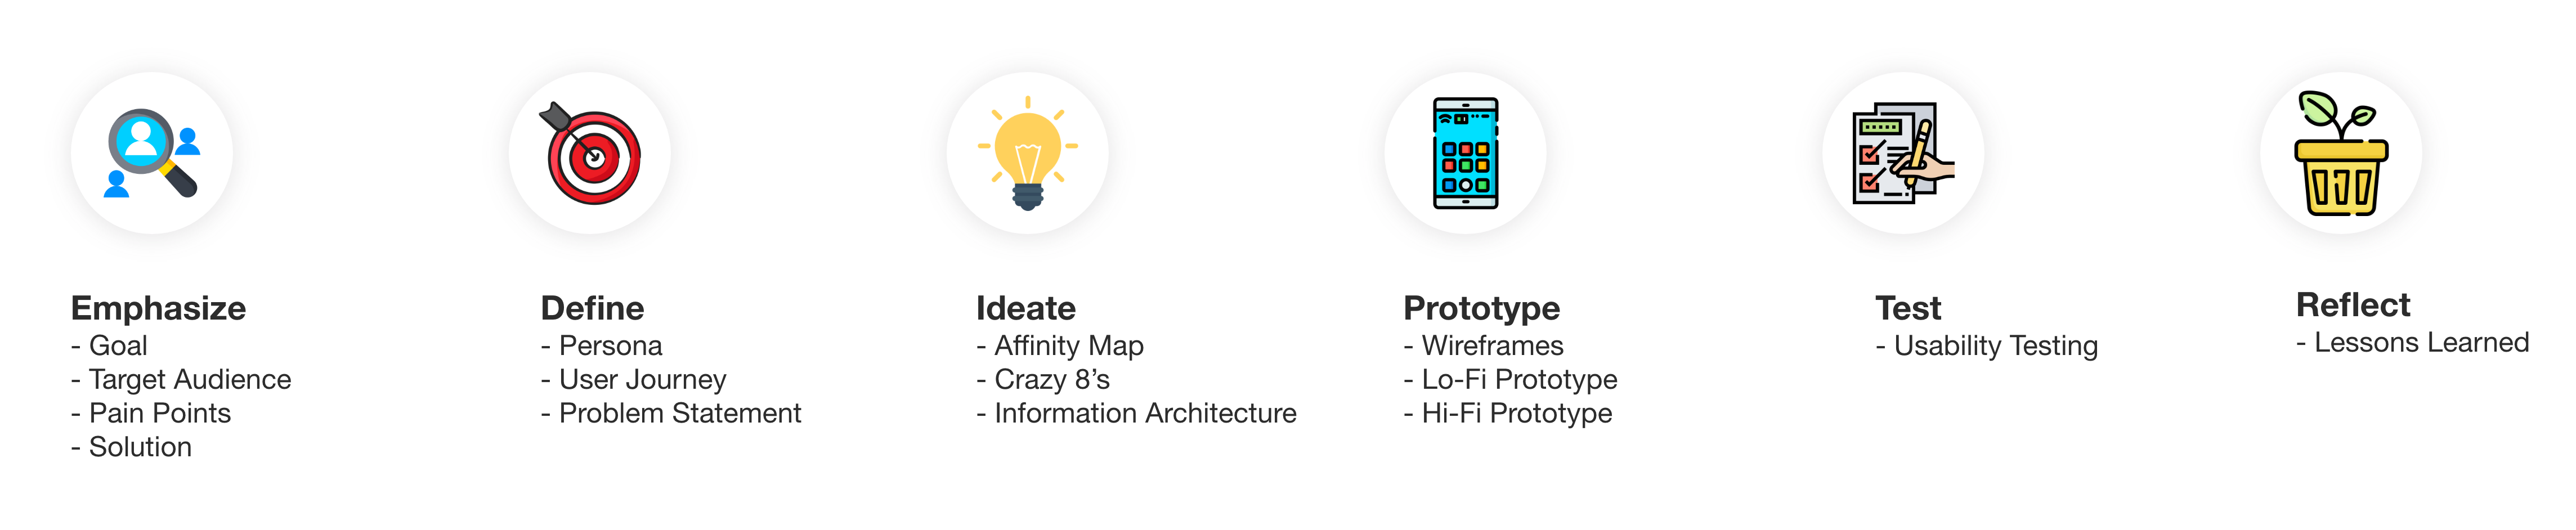 Emphasize
- Goal
- Target Audience
- Pain Points
- Solution
Define
- Persona
- User Journey
- Problem Statement
Ideate
- Affinity Map
- Crazy 8’s
- Information Architecture
Prototype
- Wireframes
- Lo-Fi Prototype
- Hi-Fi Prototype
Test
- Usability Testing
Reflect
- Lessons Learned